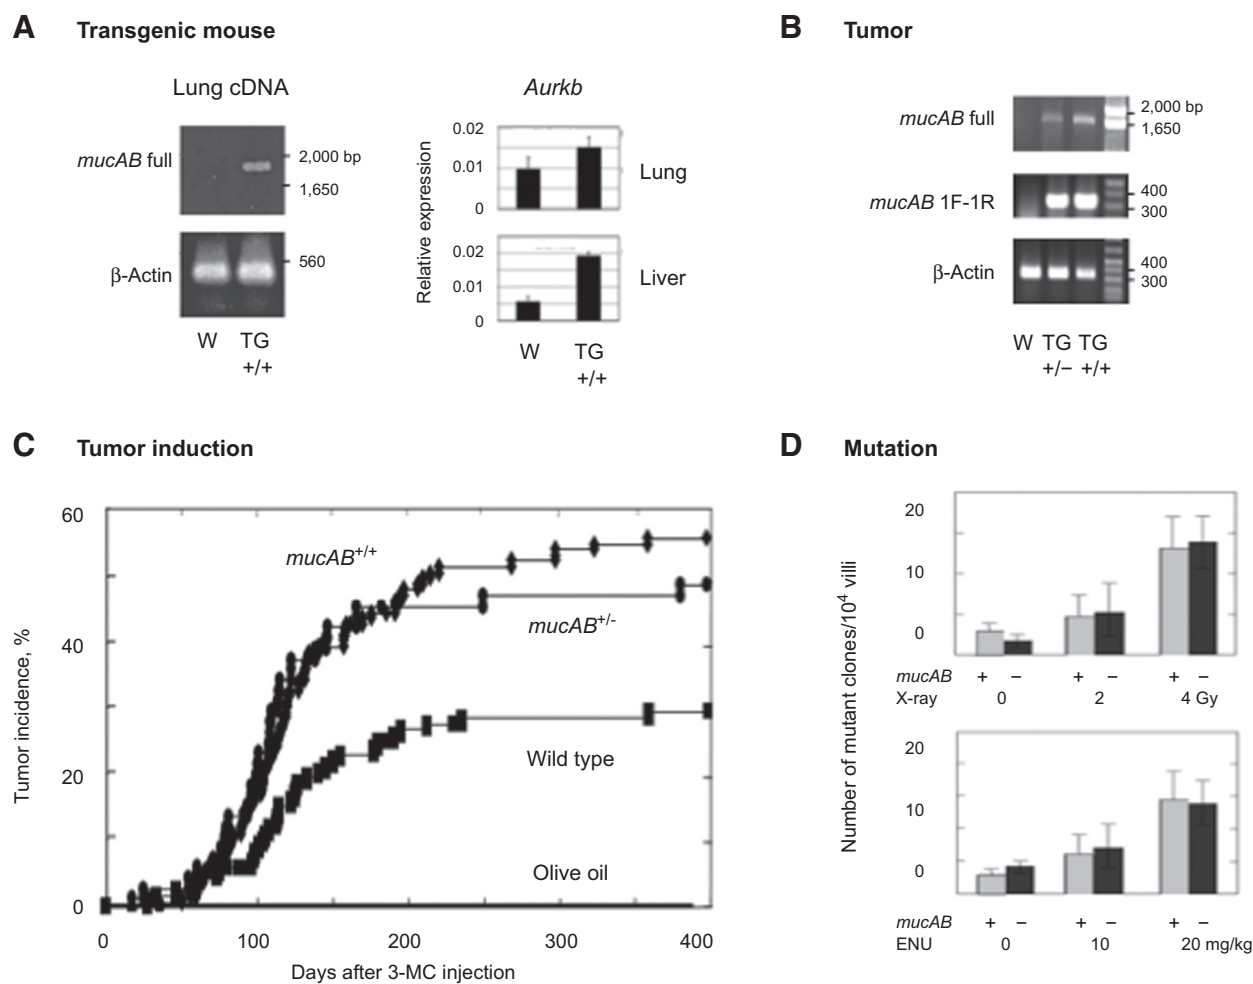 A Transgenic mouse
Lung cDNA
mucAB full
2,000 bp
1,650
β-Actin
560
W TG
+/+
Aurkb
Relative expression
0.02
0.01
0
Lung
0.02
0.01
0
Liver
W TG
+/+
B Tumor
mucAB full
2,000 bp
1,650
mucAB 1F-1R
400
300
β-Actin
400
300
W TG TG
+/− +/+
C Tumor induction
Tumor incidence, %
60
40
20
0
mucAB+/+
mucAB+/-
Wild type
Olive oil
0 100 200 300 400
Days after 3-MC injection
D Mutation
Number of mutant clones/10⁴ villi
20
10
0
mucAB + − + − + −
X-ray 0 2 4 Gy
20
10
0
mucAB + − + − + −
ENU 0 10 20 mg/kg